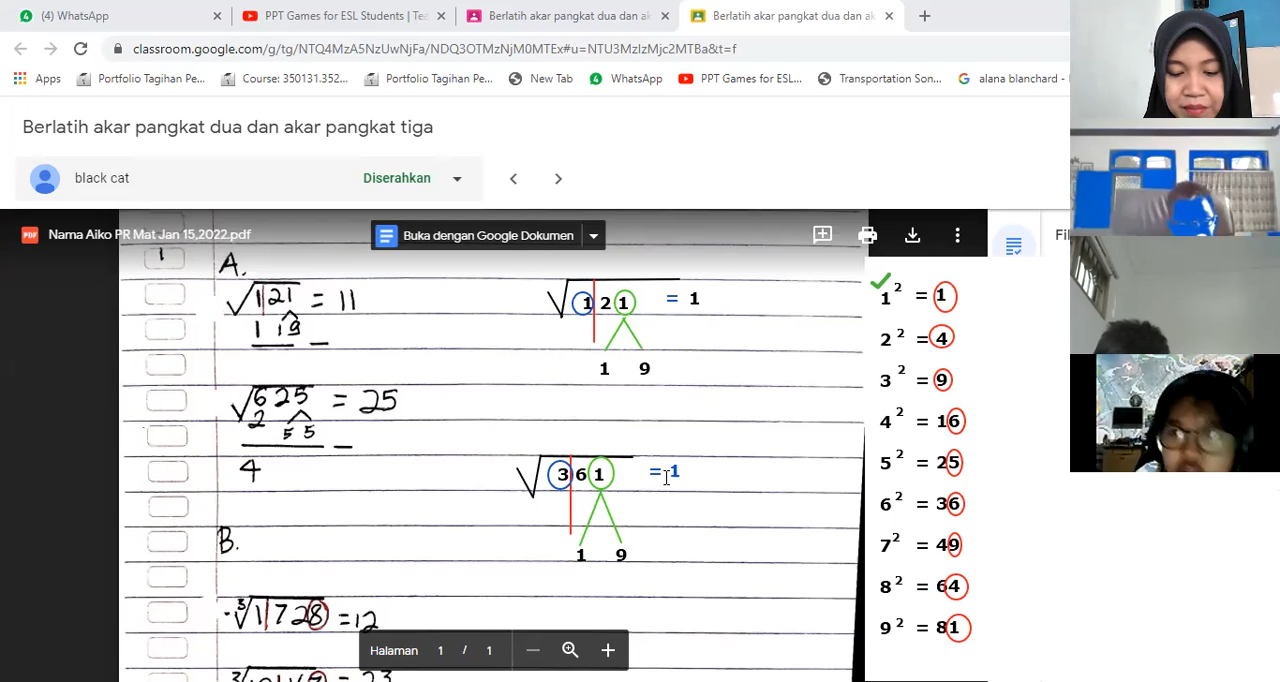 (4) WhatsApp
PPT Games for ESL Students | Te
Berlatih akar pangkat dua dan ak
Berlatih akar pangkat dua dan ak
classroom.google.com/g/tg/NTQ4MzA5NzUwNjFa/NDQ3OTMzNjM0MTEx#u=NTU3MzIzMjc2MTBa&t=f
Apps
Portfolio Tagihan Pe...
Course: 350131.352...
Portfolio Tagihan Pe...
New Tab
WhatsApp
PPT Games for ESL...
Transportation Son...
alana blanchard -
Berlatih akar pangkat dua dan akar pangkat tiga
black cat
Diserahkan
PDF
Nama Aiko PR Mat Jan 15,2022.pdf
Buka dengan Google Dokumen
1
A.
√121 = 11
1 19
√625 = 25
2 5 5
4
B.
∛1728 = 12
= 23
√121 = 1
1 9
√361 = 1
1 9
1² = 1
2² = 4
3² = 9
4² = 16
5² = 25
6² = 36
7² = 49
8² = 64
9² = 81
Halaman 1 / 1